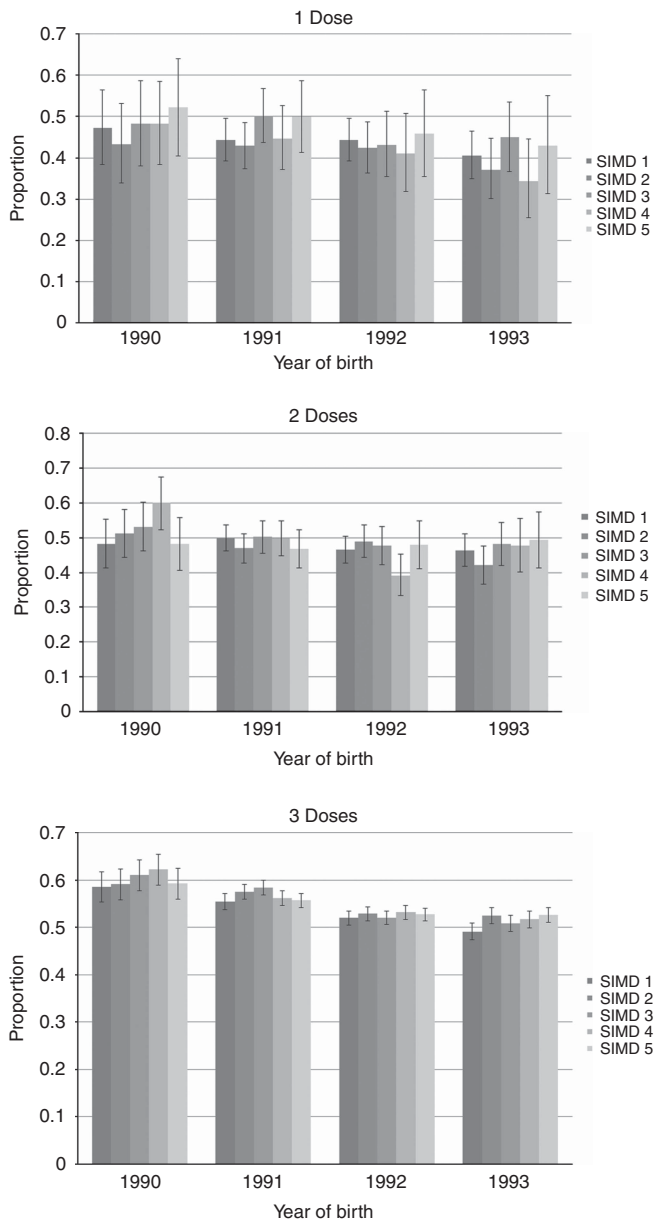 1 Dose
0.7
0.6
0.5
0.4
0.3
0.2
0.1
0
Proportion
1990 1991 1992 1993
Year of birth
SIMD 1
SIMD 2
SIMD 3
SIMD 4
SIMD 5
2 Doses
0.8
0.7
0.6
0.5
0.4
0.3
0.2
0.1
0
Proportion
1990 1991 1992 1993
Year of birth
SIMD 1
SIMD 2
SIMD 3
SIMD 4
SIMD 5
3 Doses
0.7
0.6
0.5
0.4
0.3
0.2
0.1
0
Proportion
1990 1991 1992 1993
Year of birth
SIMD 1
SIMD 2
SIMD 3
SIMD 4
SIMD 5